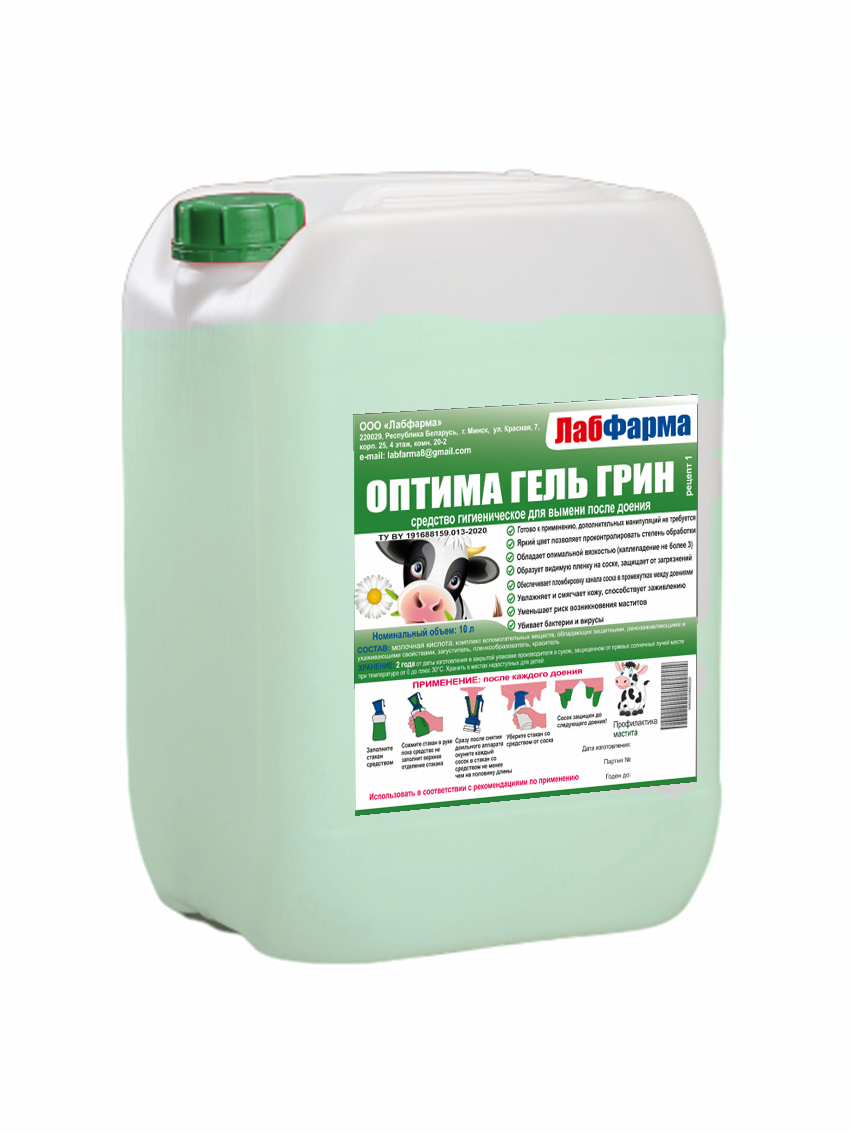 ООО «Лабфарма»
220029, Республика Беларусь, г. Минск, ул. Красная, 7,
корп. 25, 4 этаж, комн. 20-2
e-mail: labfarma8@gmail.com
ЛабФарма
ОПТИМА ГЕЛЬ ГРИН
рецепт 1
средство гигиеническое для вымени после доения
ТУ BY 191688159.013-2020
Готово к применению, дополнительных манипуляций не требуется
Яркий цвет позволяет проконтролировать степень обработки
Обладает опимальной вязкостью (каплепадение не более 3)
Образует видимую пленку на соске, защищает от загрязнений
Обеспечивает пломбировку канала соска в промежутках между доениями
Увлажняет и смягчает кожу, способствует заживлению
Уменьшает риск возникновения маститов
Убивает бактерии и вирусы
Номинальный объем: 10 л
СОСТАВ: молочная кислота, комплекс вспомогательных веществ, обладающих защитными, ранозаживляющими и
ухаживающими свойствами, загуститель, пленкообразователь, краситель
ХРАНЕНИЕ: 2 года от даты изготовления в закрытой упаковке производителя в сухом, защищенном от прямых солнечных лучей месте
при температуре от 0 до плюс 30°С. Хранить в местах недоступных для детей.
ПРИМЕНЕНИЕ: после каждого доения
Заполните
стакан
средством
Сожмите стакан в руке
пока средство не
заполнит верхнее
отделение стакана
Сразу после снятия
доильного аппарата
окуните каждый
сосок в стакан со
средством не менее
чем на половину длины
Уберите стакан со
средством от соска
Сосок защищен до
следующего доения!
Профилактика
мастита
Дата изготовления:
Партия №
Годен до:
Использовать в соответствии с рекомендациями по применению